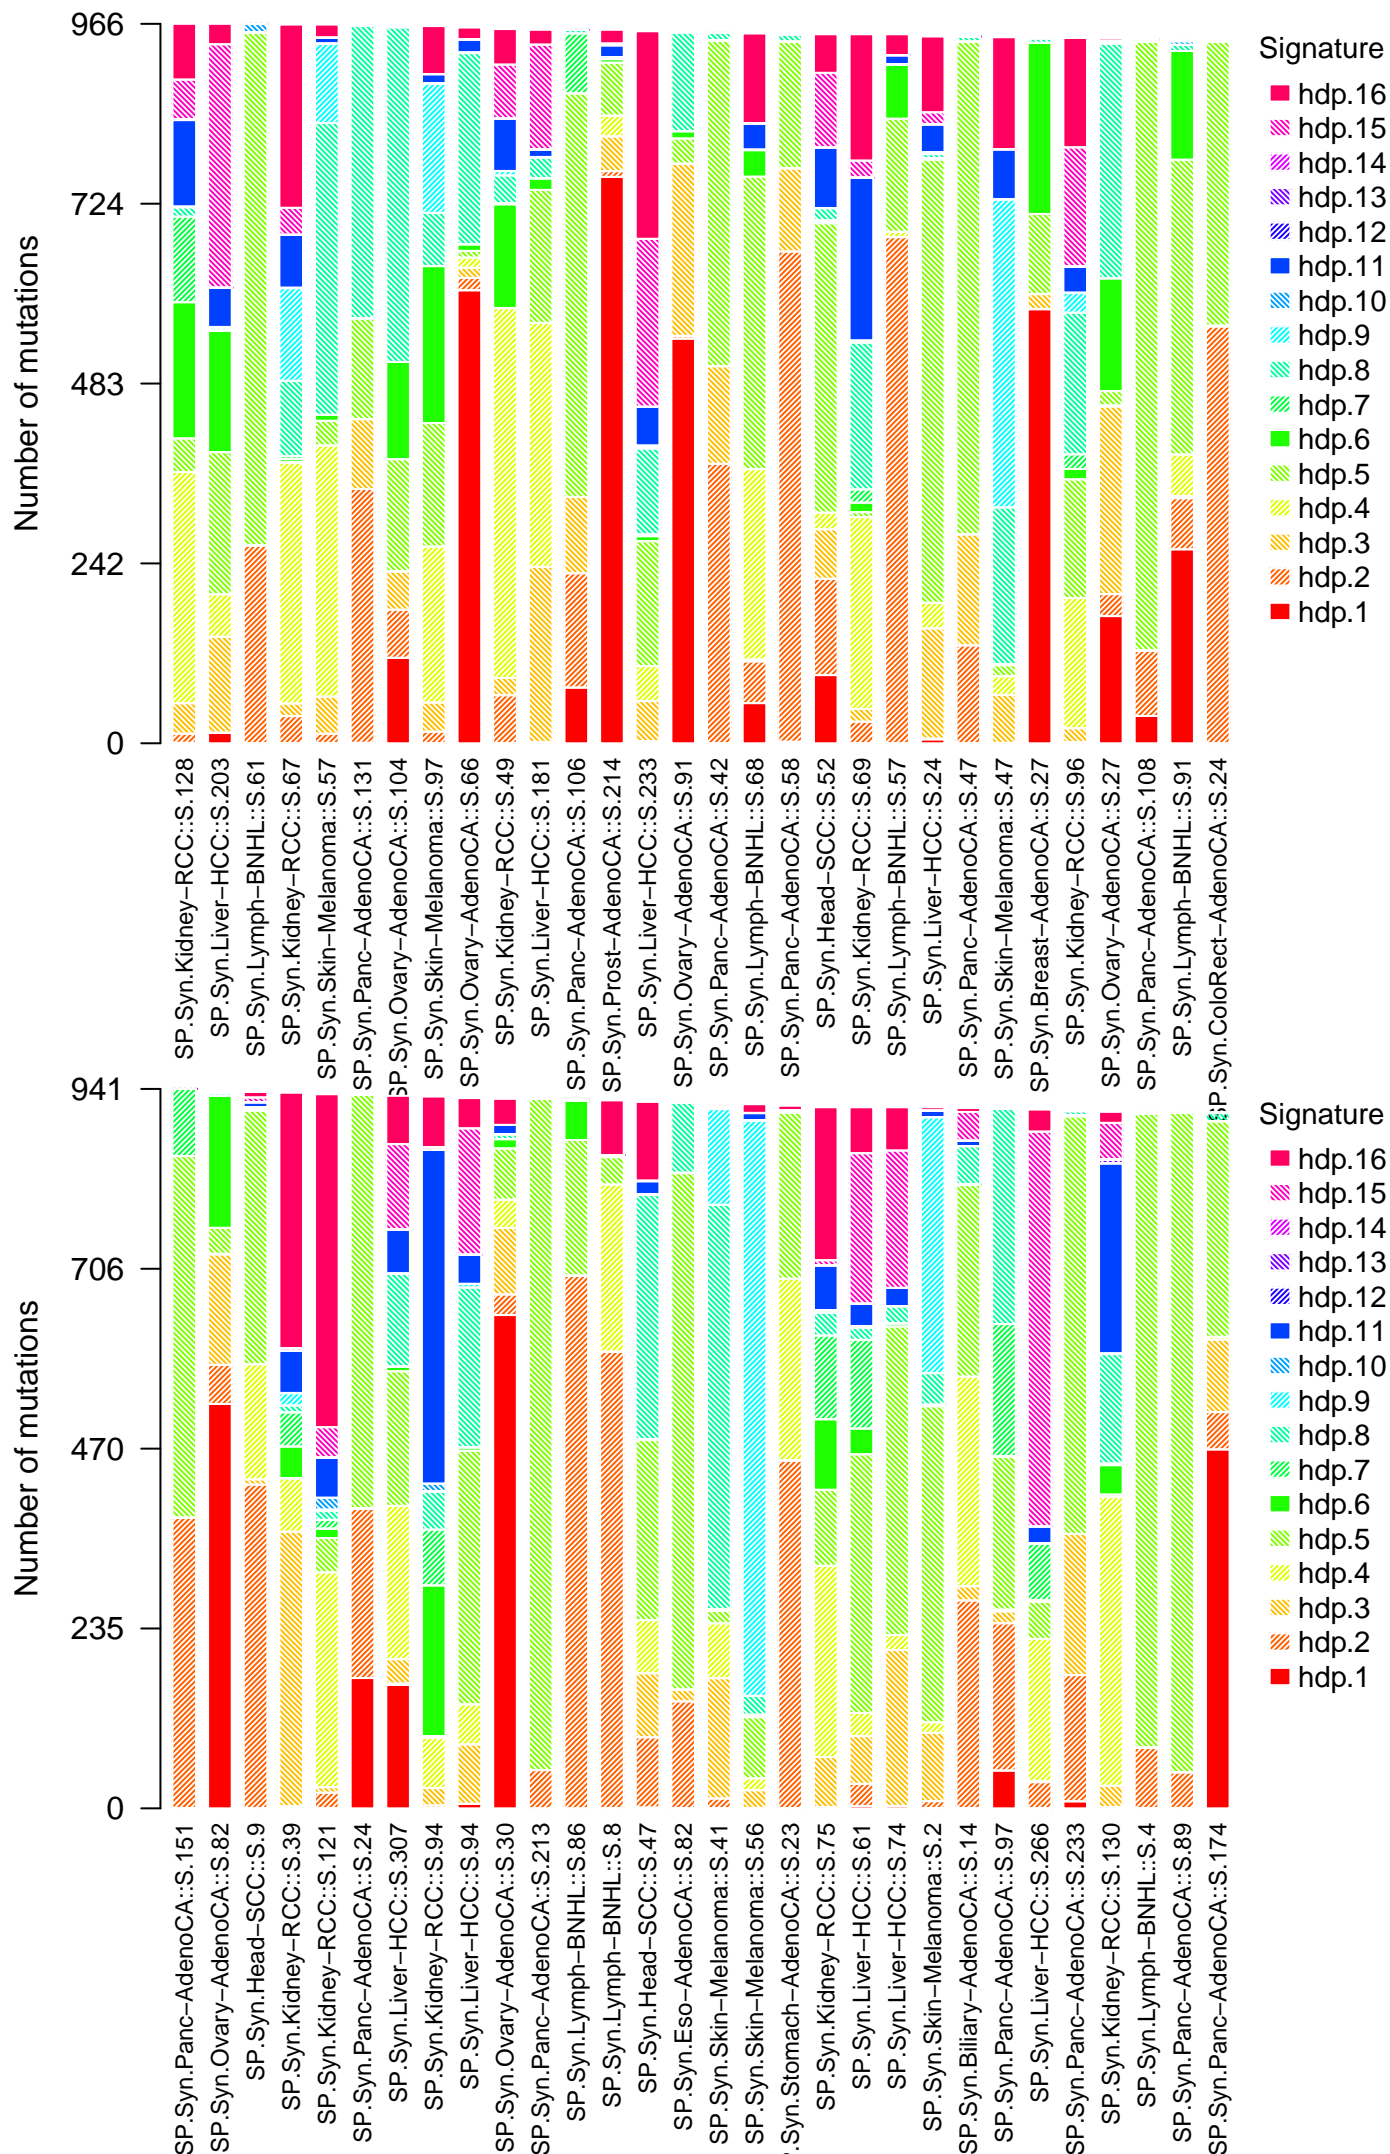 966
724
483
242
0
Number of mutations
Signature
hdp.16
hdp.15
hdp.14
hdp.13
hdp.12
hdp.11
hdp.10
hdp.9
hdp.8
hdp.7
hdp.6
hdp.5
hdp.4
hdp.3
hdp.2
hdp.1
SP.Syn.Kidney−RCC::S.128
SP.Syn.Liver−HCC::S.203
SP.Syn.Lymph−BNHL::S.61
SP.Syn.Kidney−RCC::S.67
SP.Syn.Skin−Melanoma::S.57
SP.Syn.Panc−AdenoCA::S.131
SP.Syn.Ovary−AdenoCA::S.104
SP.Syn.Skin−Melanoma::S.97
SP.Syn.Ovary−AdenoCA::S.66
SP.Syn.Kidney−RCC::S.49
SP.Syn.Liver−HCC::S.181
SP.Syn.Panc−AdenoCA::S.106
SP.Syn.Prost−AdenoCA::S.214
SP.Syn.Liver−HCC::S.233
SP.Syn.Ovary−AdenoCA::S.91
SP.Syn.Panc−AdenoCA::S.42
SP.Syn.Lymph−BNHL::S.68
SP.Syn.Panc−AdenoCA::S.58
SP.Syn.Head−SCC::S.52
SP.Syn.Kidney−RCC::S.69
SP.Syn.Lymph−BNHL::S.57
SP.Syn.Liver−HCC::S.24
SP.Syn.Panc−AdenoCA::S.47
SP.Syn.Skin−Melanoma::S.47
SP.Syn.Breast−AdenoCA::S.27
SP.Syn.Kidney−RCC::S.96
SP.Syn.Ovary−AdenoCA::S.27
SP.Syn.Panc−AdenoCA::S.108
SP.Syn.Lymph−BNHL::S.91
SP.Syn.ColoRect−AdenoCA::S.24
941
706
470
235
0
Number of mutations
Signature
hdp.16
hdp.15
hdp.14
hdp.13
hdp.12
hdp.11
hdp.10
hdp.9
hdp.8
hdp.7
hdp.6
hdp.5
hdp.4
hdp.3
hdp.2
hdp.1
SP.Syn.Panc−AdenoCA::S.151
SP.Syn.Ovary−AdenoCA::S.82
SP.Syn.Head−SCC::S.9
SP.Syn.Kidney−RCC::S.39
SP.Syn.Kidney−RCC::S.121
SP.Syn.Panc−AdenoCA::S.24
SP.Syn.Liver−HCC::S.307
SP.Syn.Kidney−RCC::S.94
SP.Syn.Liver−HCC::S.94
SP.Syn.Ovary−AdenoCA::S.30
SP.Syn.Panc−AdenoCA::S.213
SP.Syn.Lymph−BNHL::S.86
SP.Syn.Lymph−BNHL::S.8
SP.Syn.Head−SCC::S.47
SP.Syn.Eso−AdenoCA::S.82
SP.Syn.Skin−Melanoma::S.41
SP.Syn.Skin−Melanoma::S.56
.Syn.Stomach−AdenoCA::S.23
SP.Syn.Kidney−RCC::S.75
SP.Syn.Liver−HCC::S.61
SP.Syn.Liver−HCC::S.74
SP.Syn.Skin−Melanoma::S.2
SP.Syn.Biliary−AdenoCA::S.14
SP.Syn.Panc−AdenoCA::S.97
SP.Syn.Liver−HCC::S.266
SP.Syn.Panc−AdenoCA::S.233
SP.Syn.Kidney−RCC::S.130
SP.Syn.Lymph−BNHL::S.4
SP.Syn.Panc−AdenoCA::S.89
SP.Syn.Panc−AdenoCA::S.174